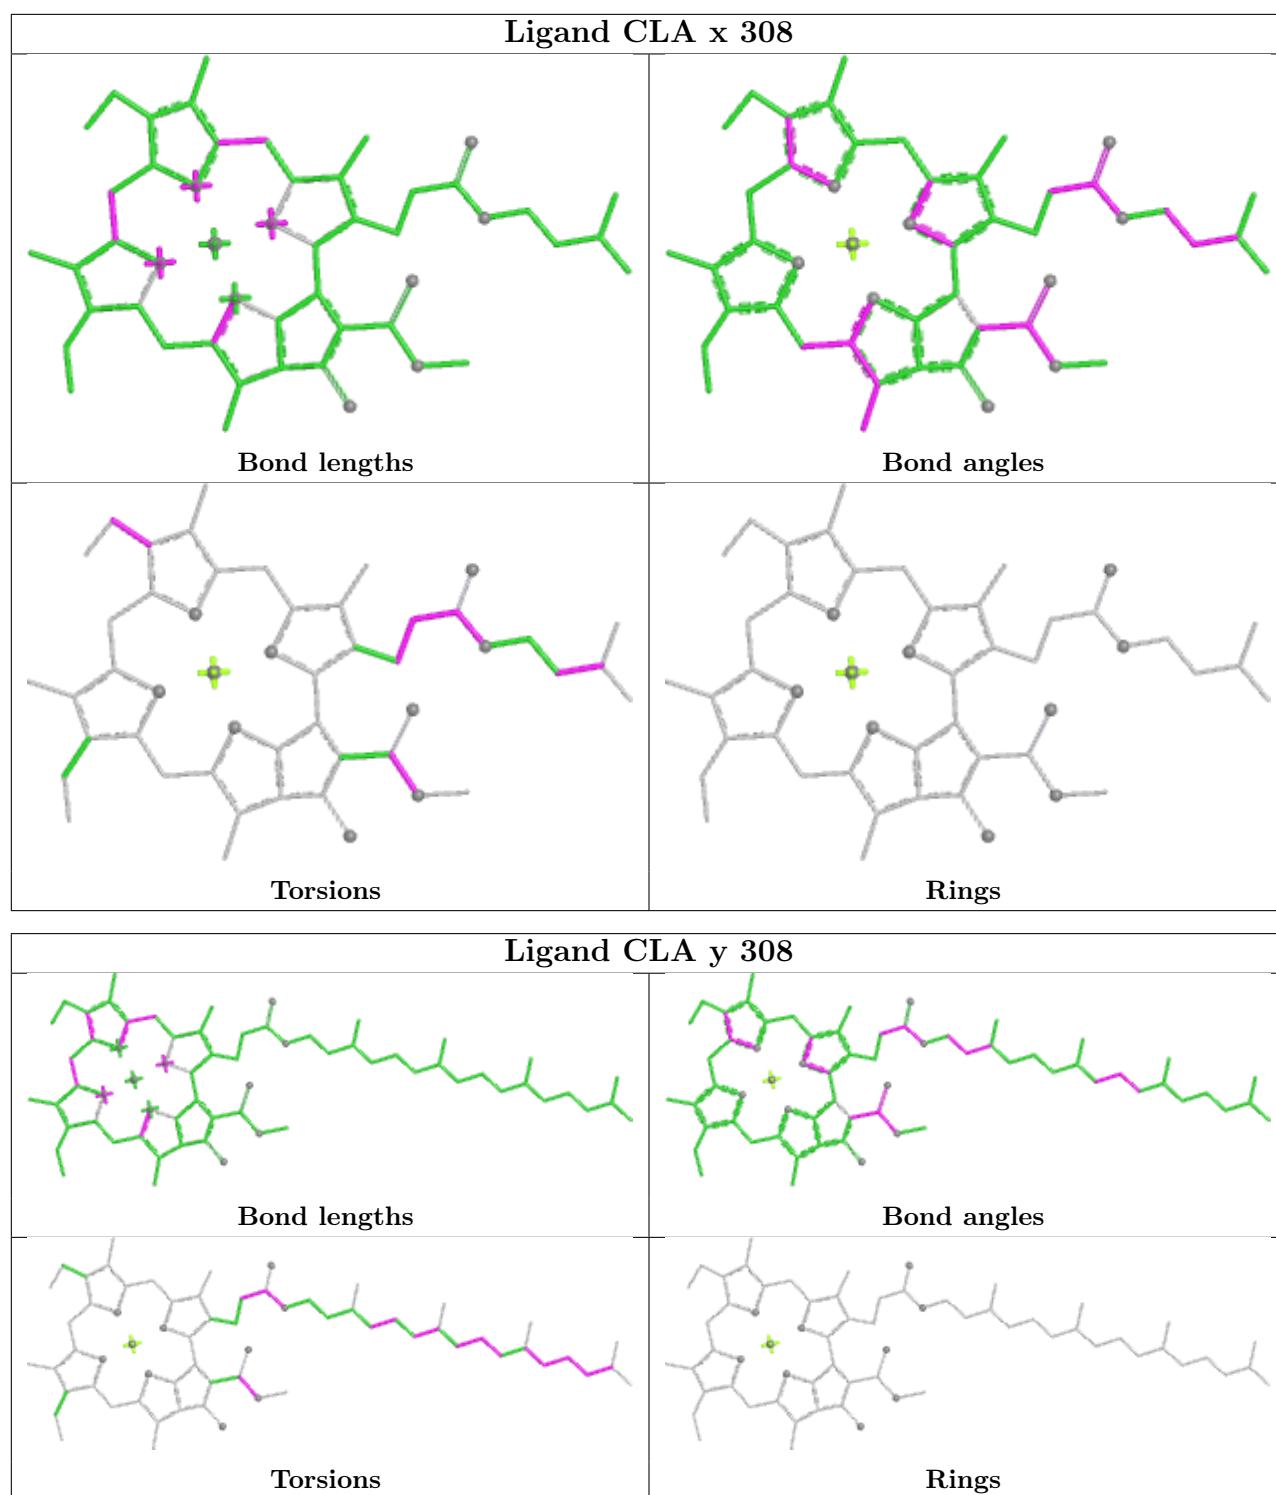 Ligand CLA x 308
Bond lengths
Bond angles
Torsions
Rings
Ligand CLA y 308
Bond lengths
Bond angles
Torsions
Rings